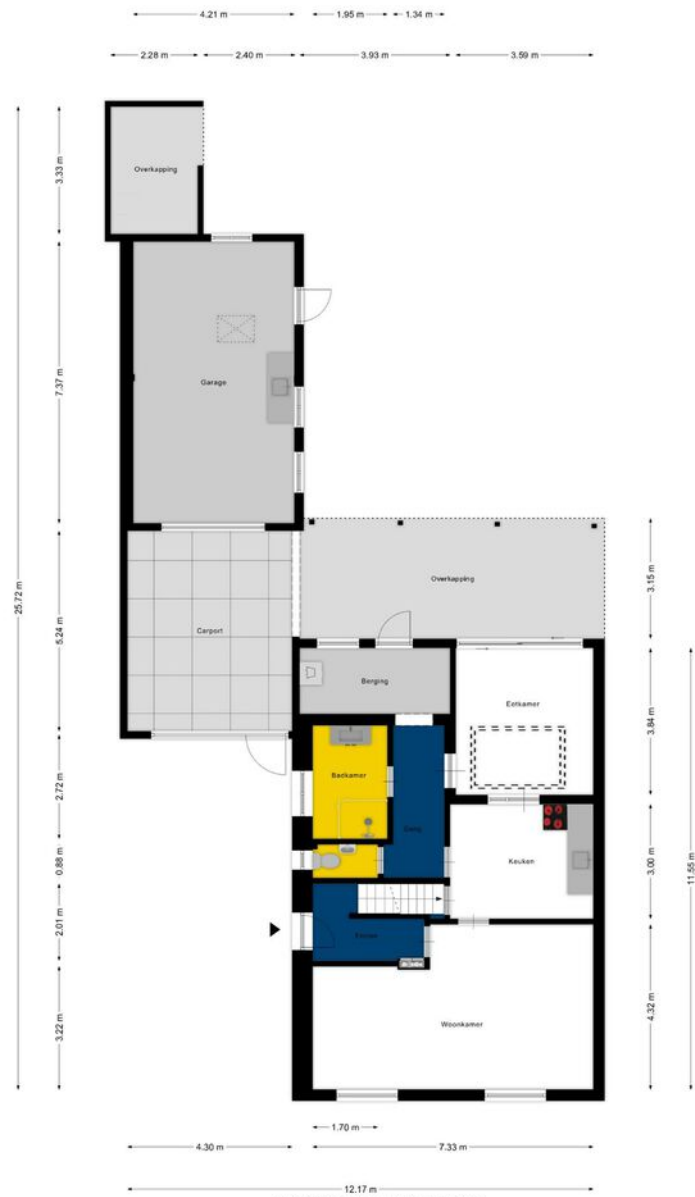 4.21 m 1.95 m 1.34 m
2.28 m 2.40 m 3.93 m 3.59 m
Overkapping
3.33 m
Garage
7.37 m
25.72 m
Overkapping
3.15 m
Carport
5.24 m
Berging
Eetkamer
3.84 m
Badkamer
2.72 m
Gang
Keuken
3.00 m
0.88 m
11.55 m
2.01 m
Entree
Woonkamer
4.32 m
3.22 m
1.70 m
4.30 m 7.33 m
12.17 m